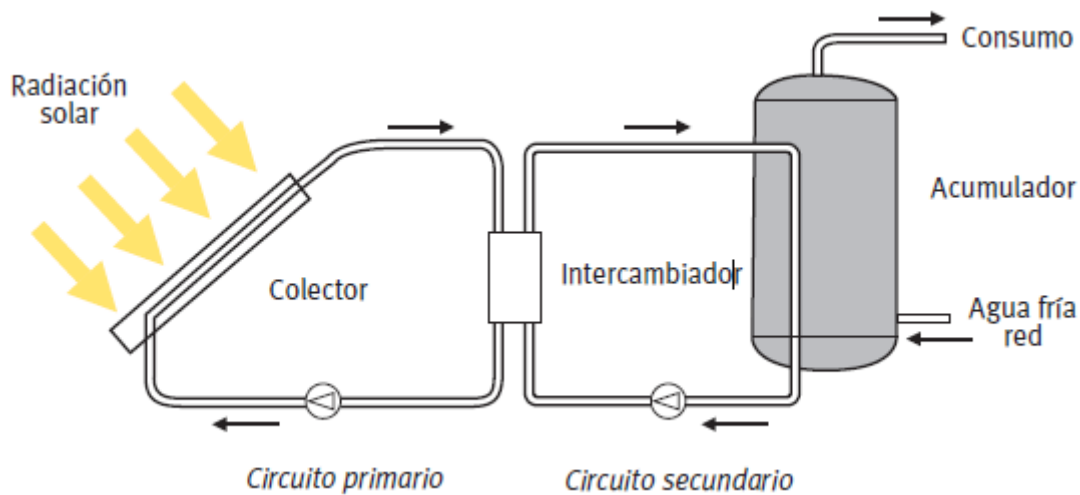 Consumo
Radiación
solar
Acumulador
Colector
Intercambiador
Agua fría
red
Circuito primario
Circuito secundario